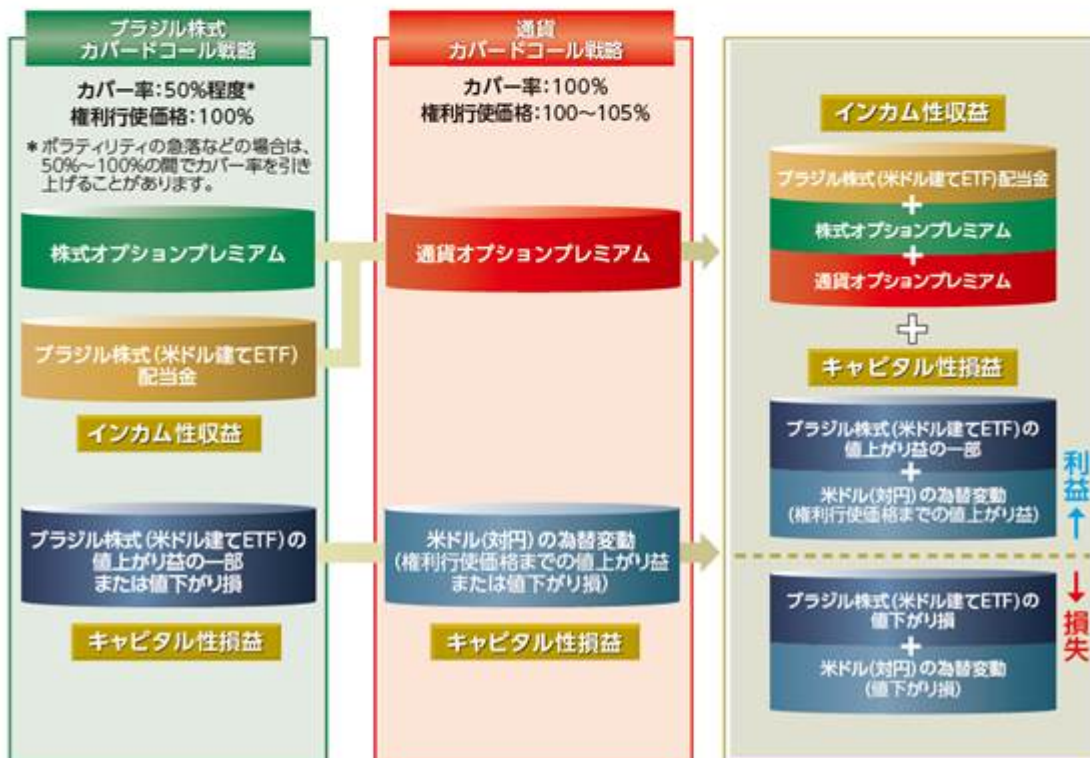 ブラジル株式
カバードコール戦略
カバー率：50％程度*
権利行使価格：100％
*ボラティリティの急落などの場合は、
50％～100％の間でカバー率を引き
上げることがあります。
株式オプションプレミアム
ブラジル株式(米ドル建てETF)
配当金
インカム性収益
ブラジル株式(米ドル建てETF)の
値上がり益の一部
または値下がり損
キャピタル性損益
通貨
カバードコール戦略
カバー率：100％
権利行使価格：100～105％
通貨オプションプレミアム
米ドル(対円)の為替変動
(権利行使価格までの値上がり益
または値下がり損)
キャピタル性損益
インカム性収益
ブラジル株式(米ドル建てETF)配当金
+
株式オプションプレミアム
+
通貨オプションプレミアム
+
キャピタル性損益
ブラジル株式(米ドル建てETF)の
値上がり益の一部
+
米ドル(対円)の為替変動
(権利行使価格までの値上がり益)
利益↑
↓損失
ブラジル株式(米ドル建てETF)の
値下がり損
+
米ドル(対円)の為替変動
(値下がり損)